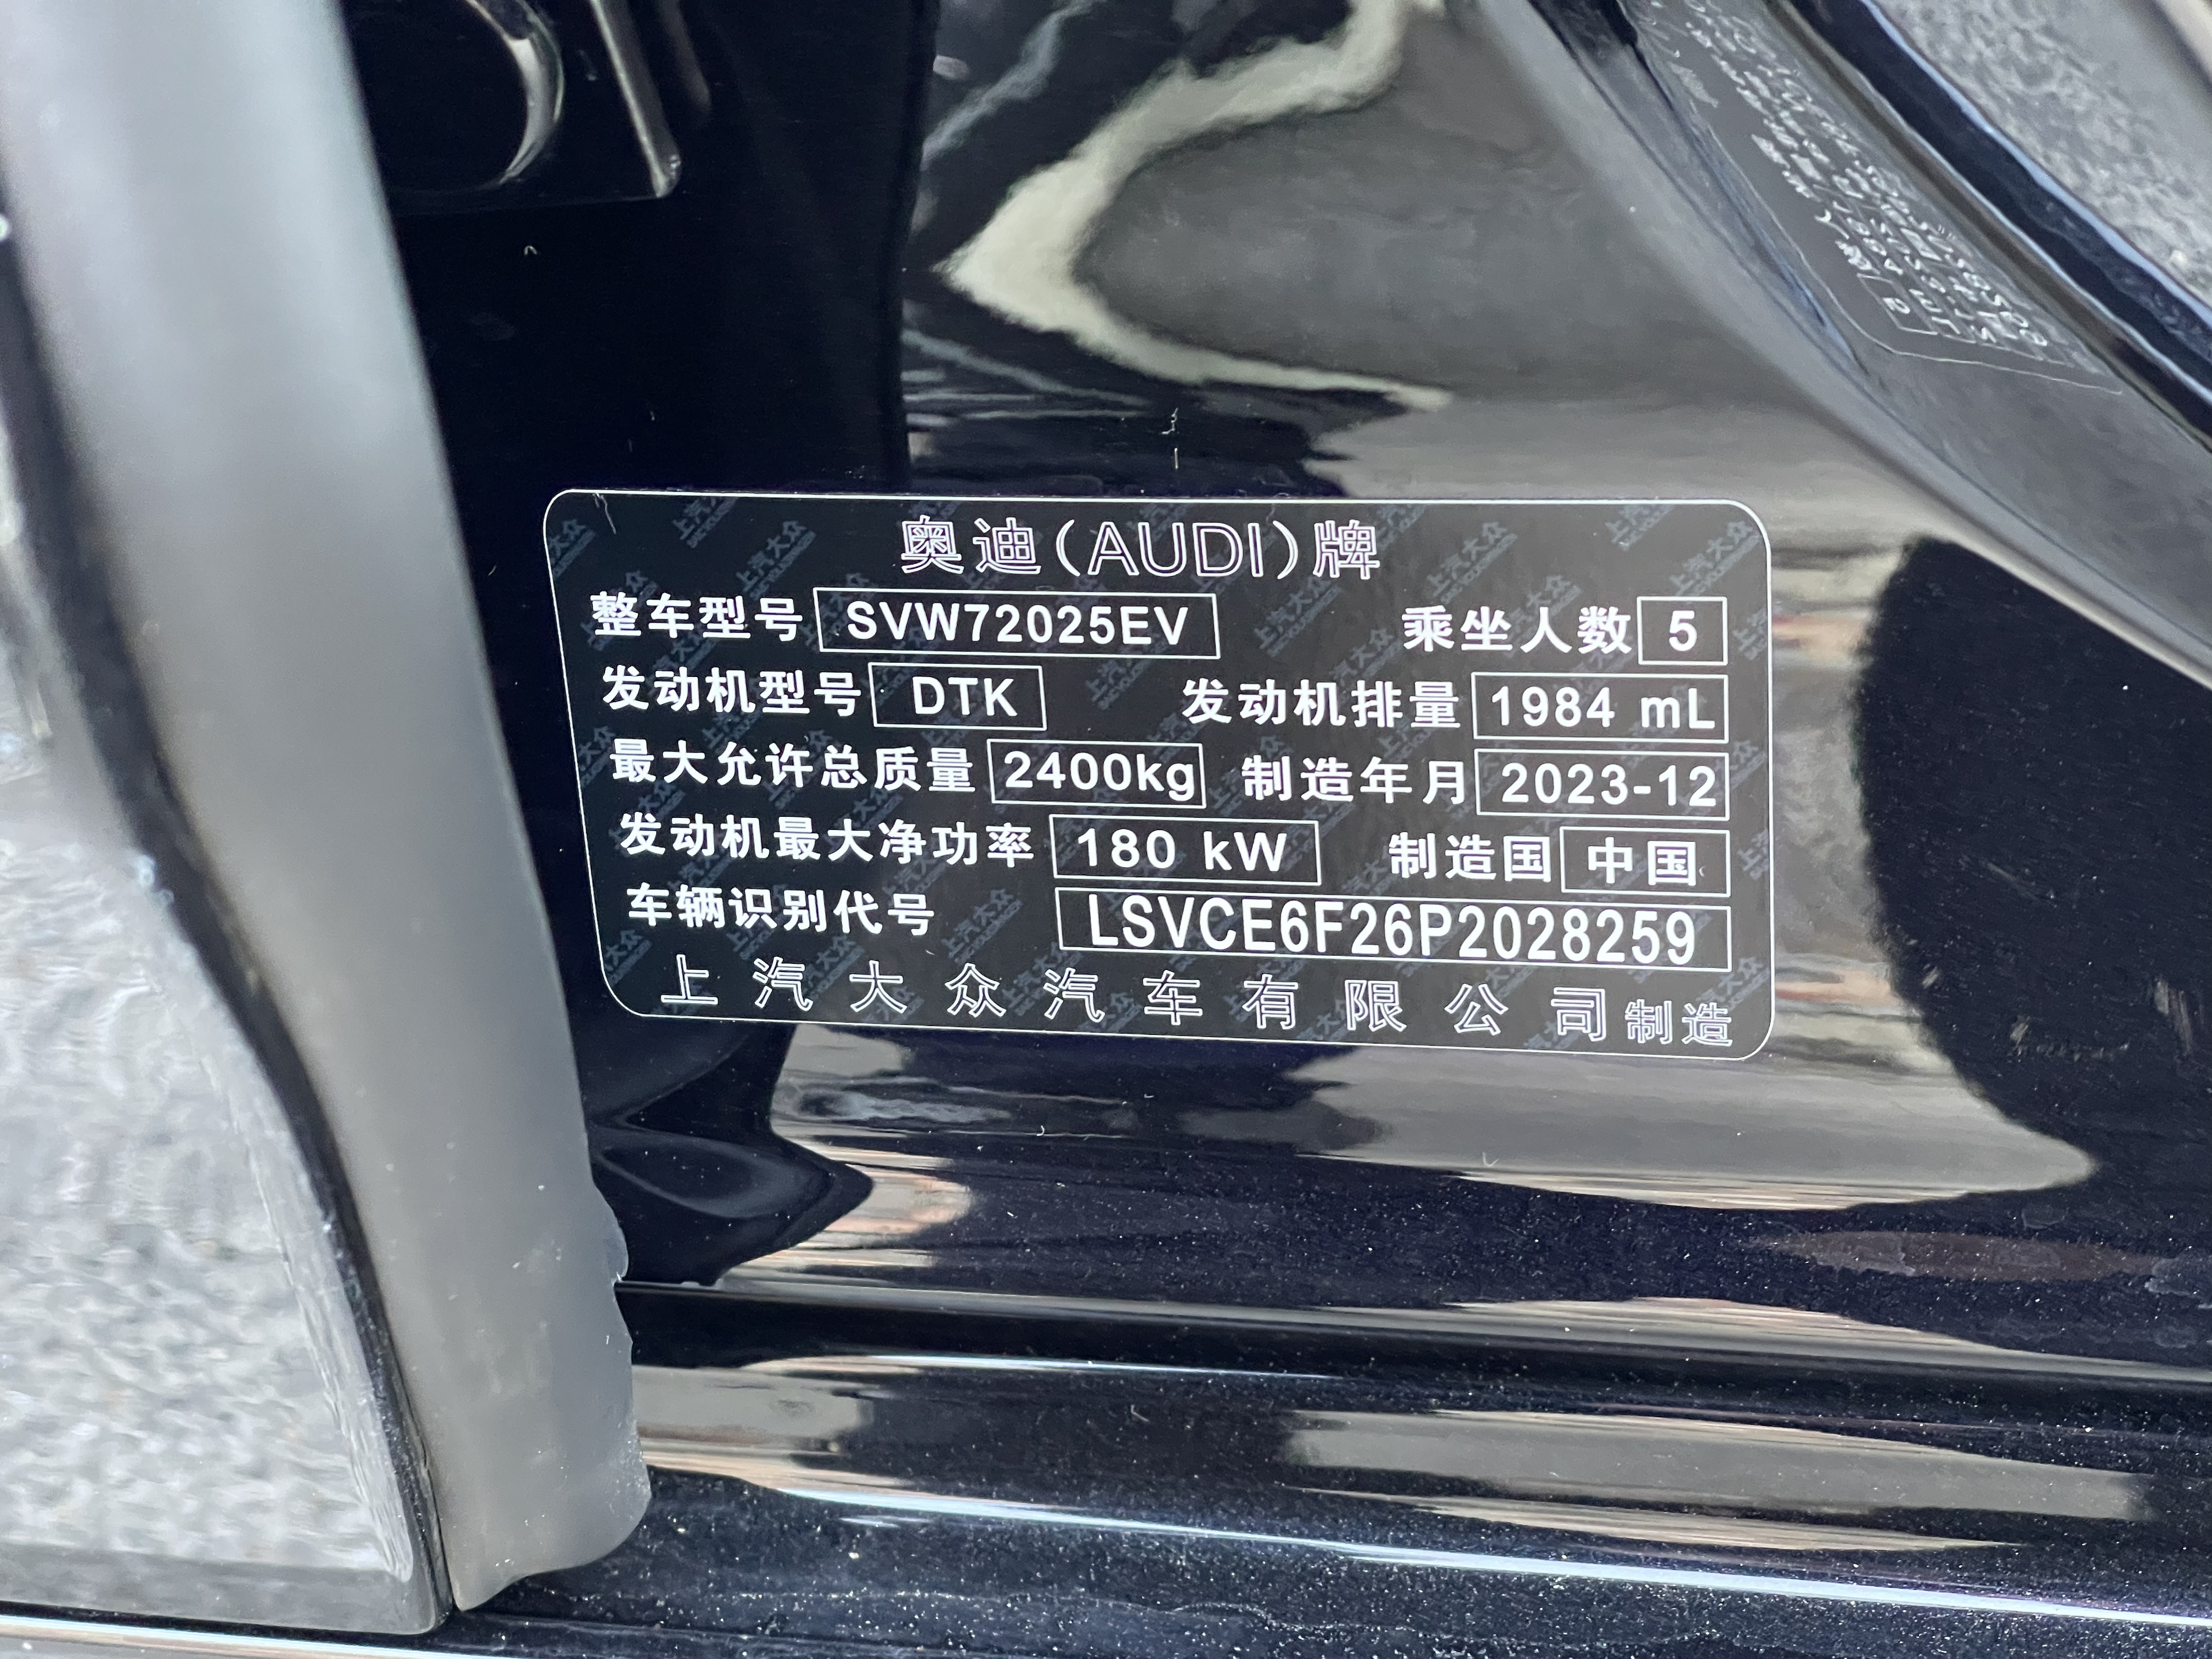 奥迪(AUDI)牌
整车型号 SVW72025EV 乘坐人数 5
发动机型号 DTK 发动机排量 1984 mL
最大允许总质量 2400kg 制造年月 2023-12
发动机最大净功率 180 kW 制造国 中国
车辆识别代号 LSVCE6F26P2028259
上汽大众汽车有限公司制造